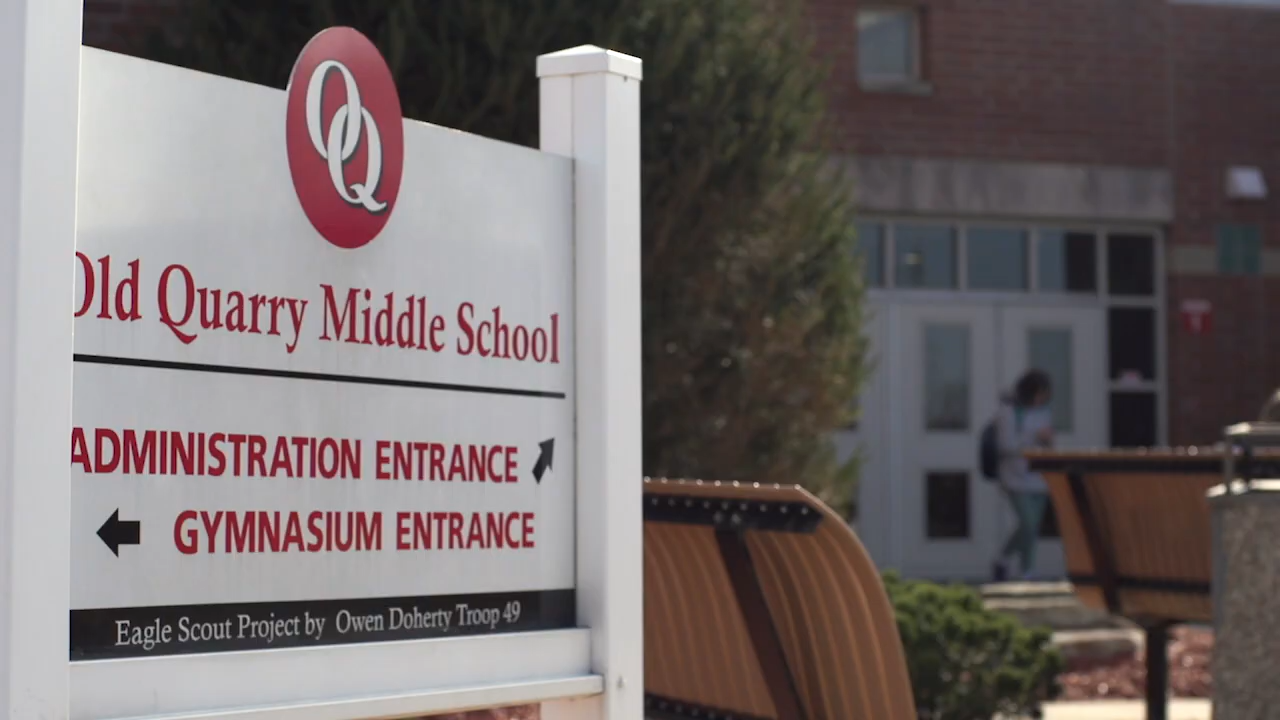 OQ
Old Quarry Middle School
ADMINISTRATION ENTRANCE
GYMNASIUM ENTRANCE
Eagle Scout Project by Owen Doherty Troop 49